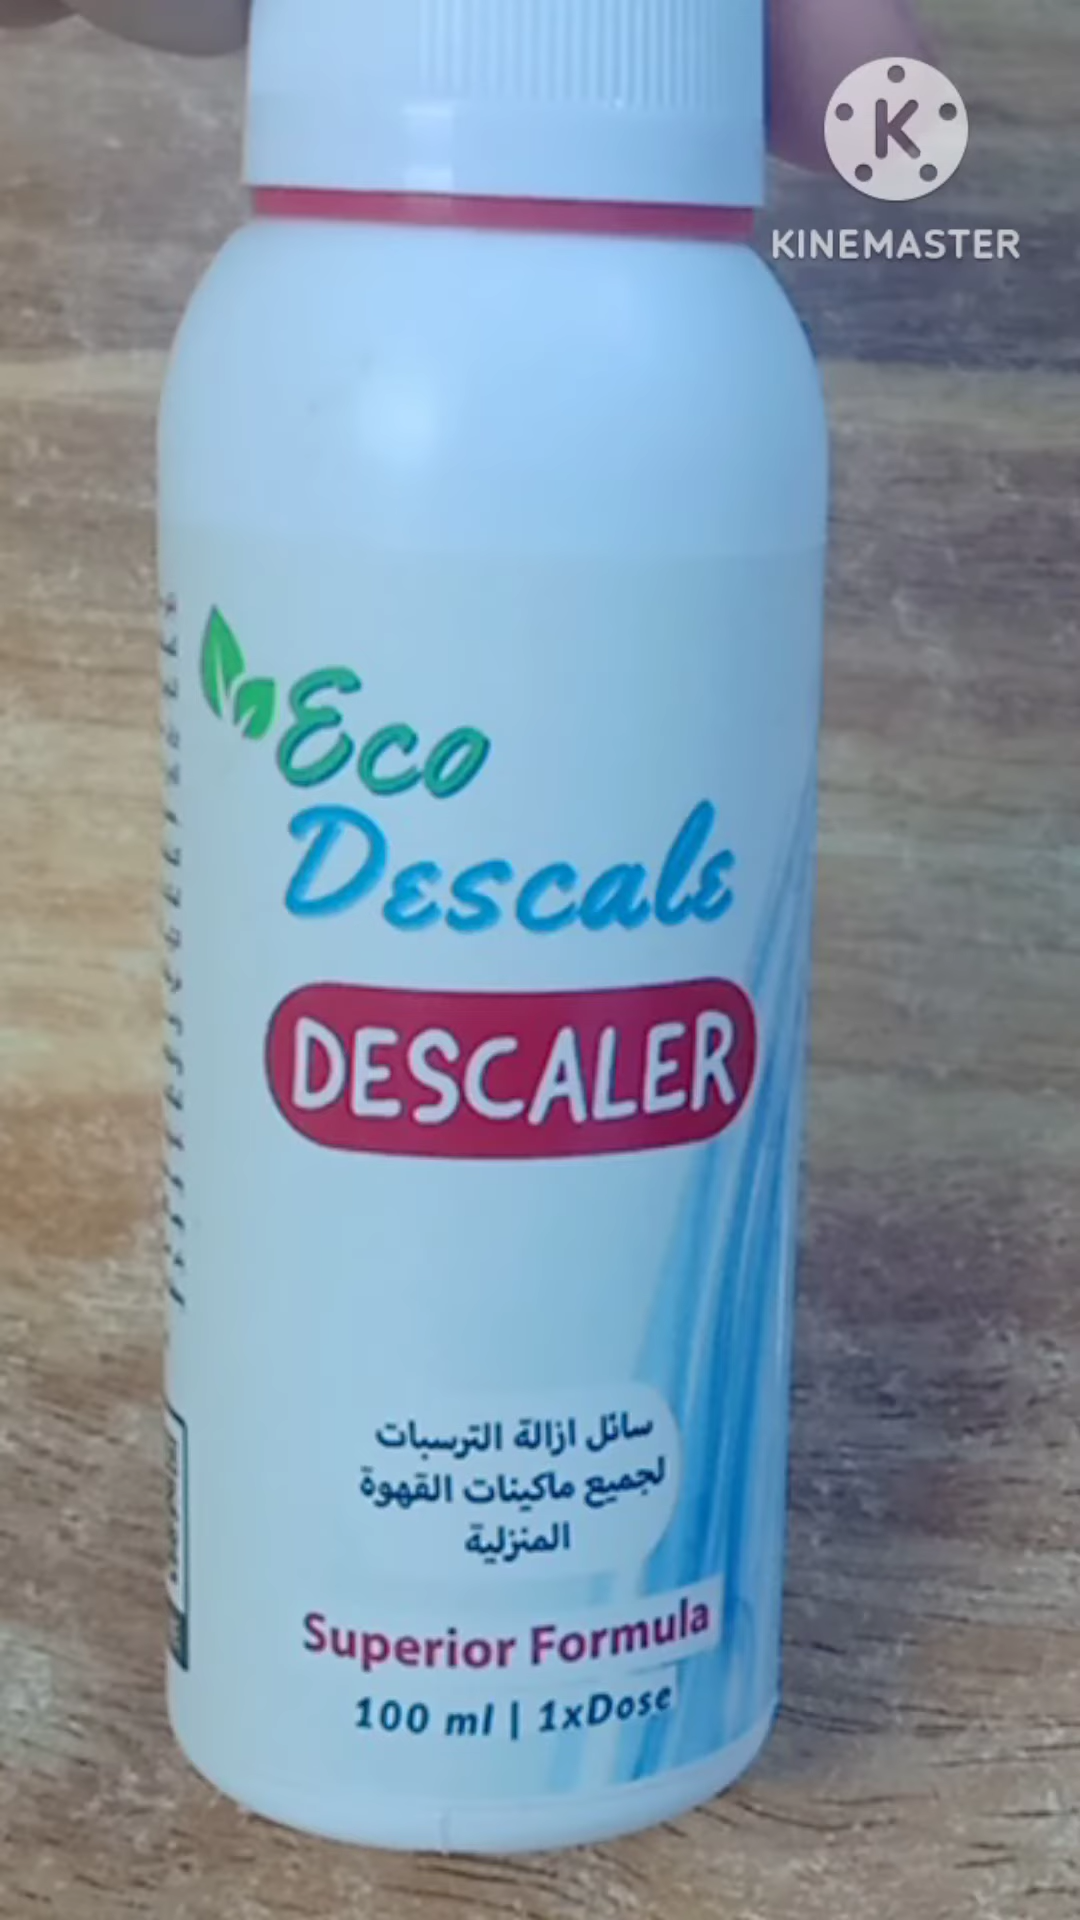 K
KINEMASTER
Eco
Descale
DESCALER
سائل ازالة الترسبات
لجميع ماكينات القهوة
المنزلية
Superior Formula
100 ml | 1xDose